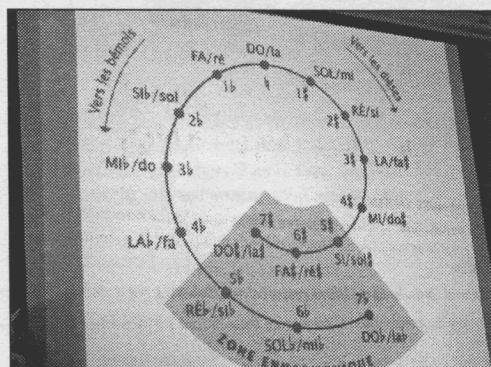 Vers les bémols
Vers les dièses
DO/la
♮
SOL/mi
1♯
RÉ/si
2♯
3♯ LA/fa♯
4♯
MI/do♯
5♯
SI/sol♯
6♯
FA♯/ré♯
7♯
DO♯/la♯
FA/ré
1♭
SI♭/sol
2♭
MI♭/do
3♭
LA♭/fa
4♭
5♭
RÉ♭/si♭
6♭
SOL♭/mi♭
7♭
DO♭/la♭
ZONE ENHARMONIQUE